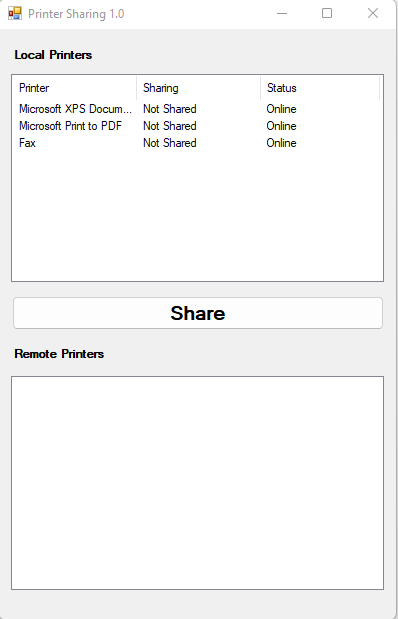 Printer Sharing 1.0
Local Printers
Printer Sharing Status
Microsoft XPS Docum... Not Shared Online
Microsoft Print to PDF Not Shared Online
Fax Not Shared Online
Share
Remote Printers